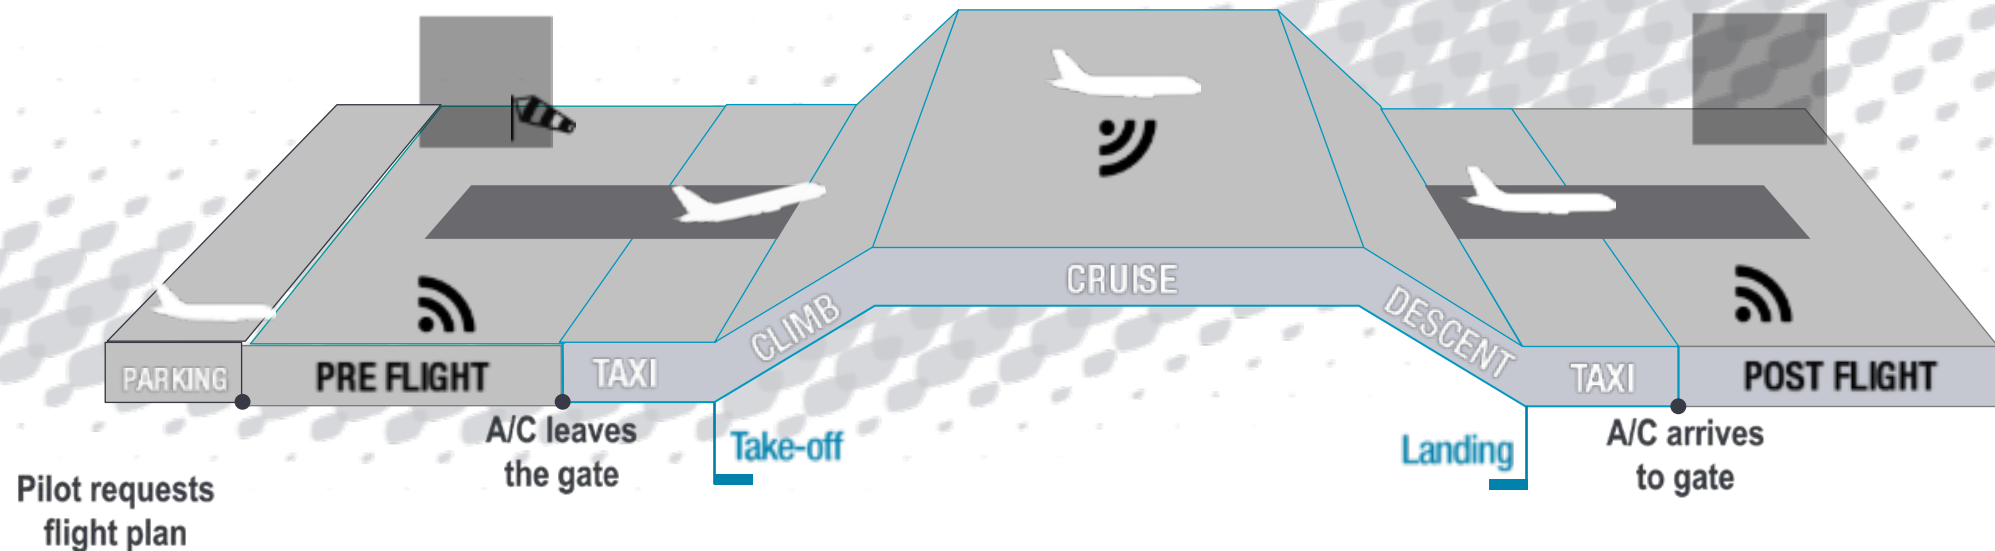 CRUISE
CLIMB
DESCENT
PARKING
PRE FLIGHT
TAXI
TAXI
POST FLIGHT
A/C leaves
the gate
Take-off
Landing
A/C arrives
to gate
Pilot requests
flight plan